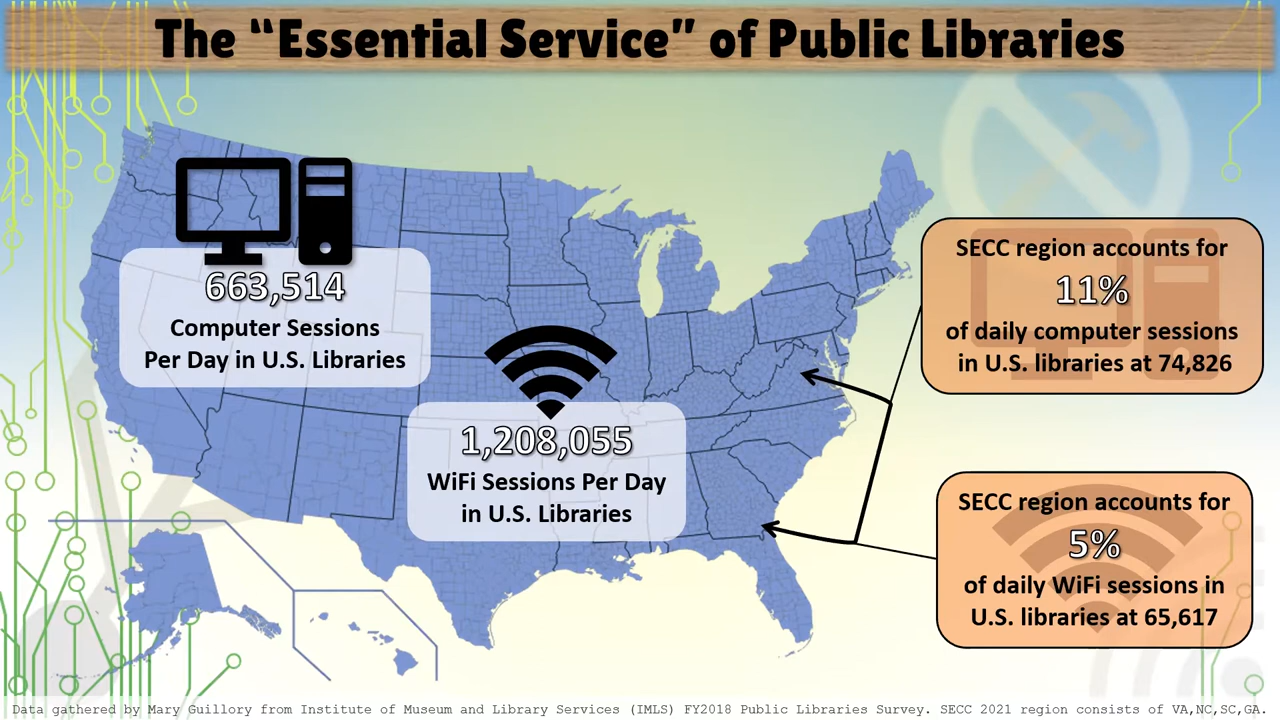 The “Essential Service” of Public Libraries
663,514
Computer Sessions
Per Day in U.S. Libraries
1,208,055
WiFi Sessions Per Day
in U.S. Libraries
SECC region accounts for
11%
of daily computer sessions
in U.S. libraries at 74,826
SECC region accounts for
5%
of daily WiFi sessions in
U.S. libraries at 65,617
Data gathered by Mary Guillory from Institute of Museum and Library Services (IMLS) FY2018 Public Libraries Survey. SECC 2021 region consists of VA,NC,SC,GA.